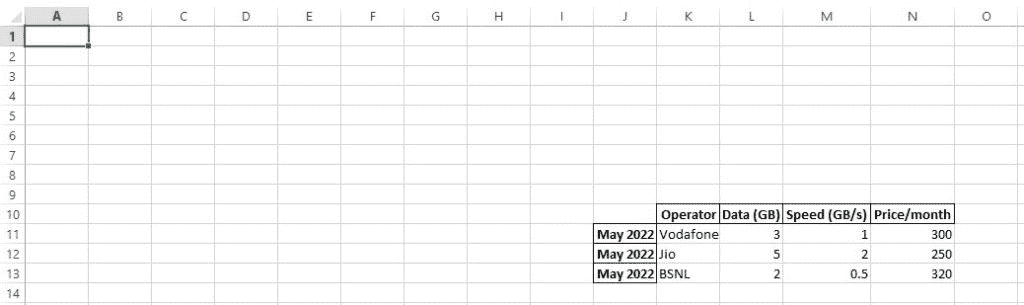 A B C D E F G H I J K L M N O
1
2
3
4
5
6
7
8
9
10 Operator Data (GB) Speed (GB/s) Price/month
11 May 2022 Vodafone 3 1 300
12 May 2022 Jio 5 2 250
13 May 2022 BSNL 2 0.5 320
14